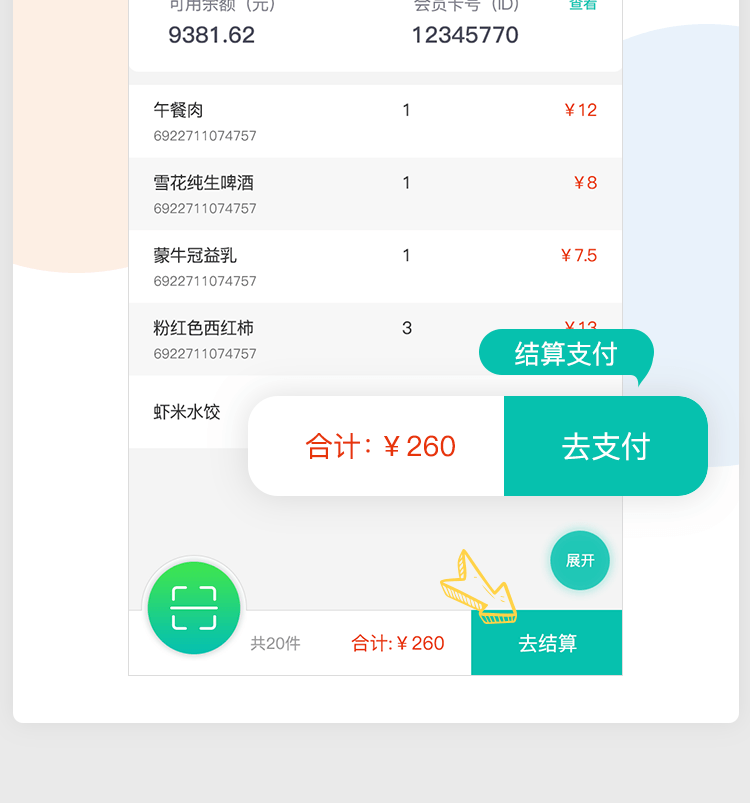 可用余额（元） 会员卡号（ID） 查看
9381.62 12345770
午餐肉 1 ¥12
6922711074757
雪花纯生啤酒 1 ¥8
6922711074757
蒙牛冠益乳 1 ¥7.5
6922711074757
粉红色西红柿 3 ¥13
6922711074757
结算支付
虾米水饺
合计：¥260 去支付
展开
共20件 合计:¥260 去结算